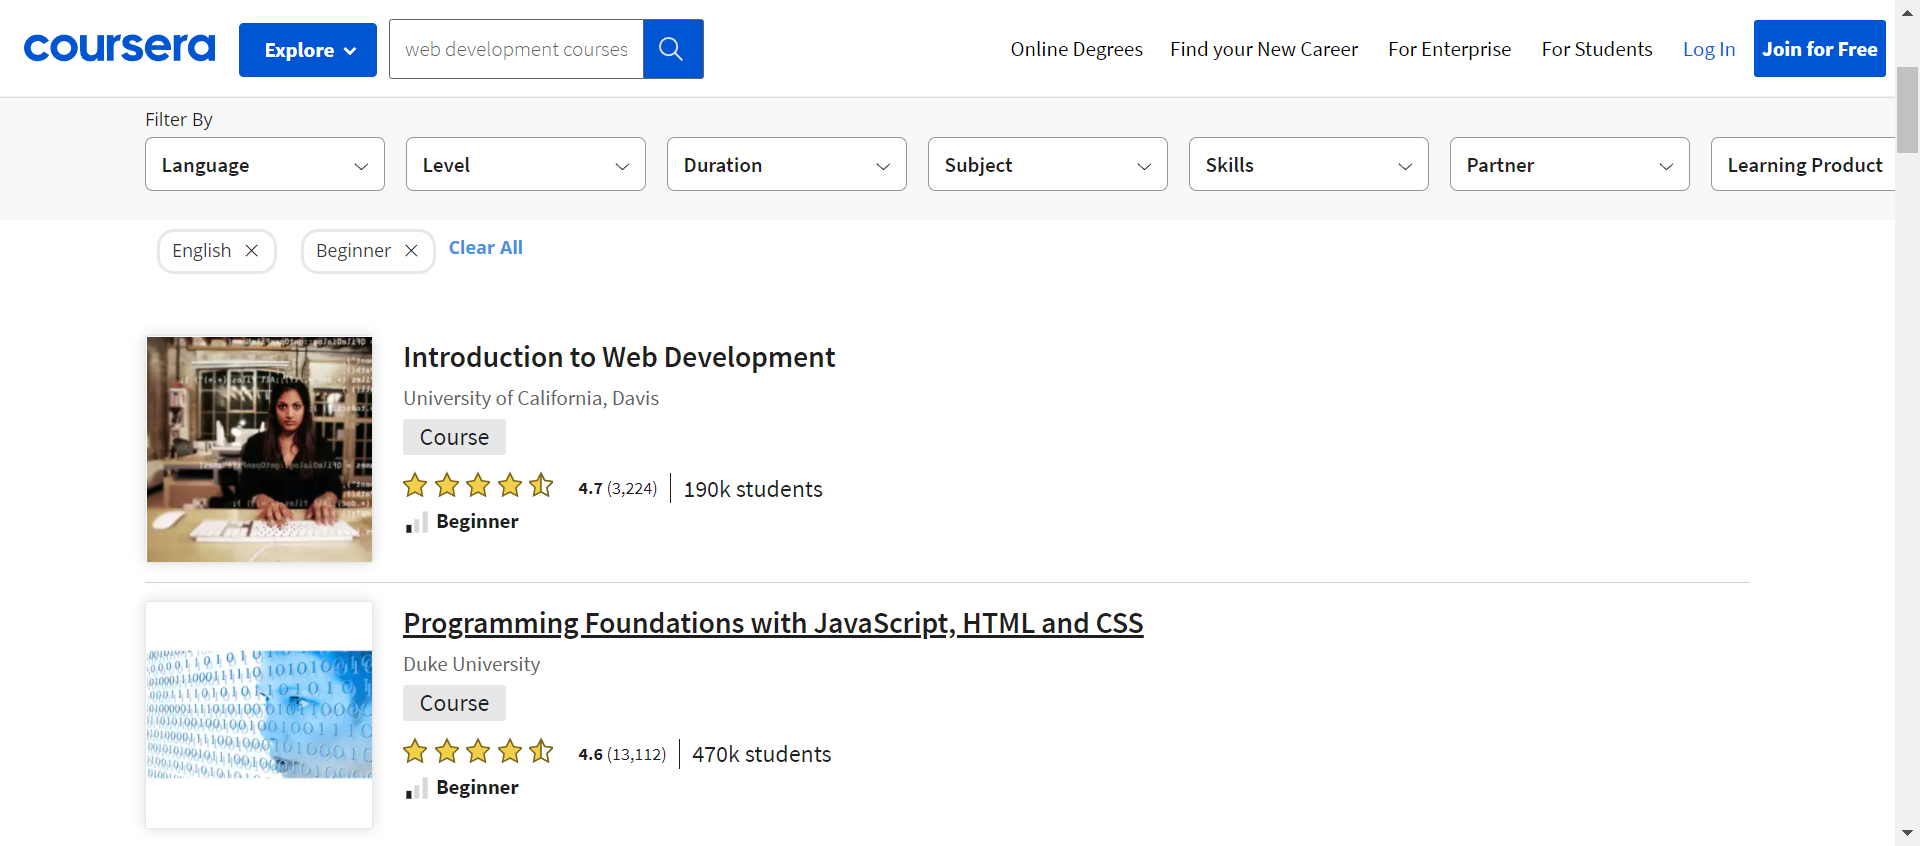 coursera
Explore
web development courses
Online Degrees
Find your New Career
For Enterprise
For Students
Log In
Join for Free
Filter By
Language
Level
Duration
Subject
Skills
Partner
Learning Product
English
Beginner
Clear All
Introduction to Web Development
University of California, Davis
Course
4.7 (3,224)
190k students
Beginner
Programming Foundations with JavaScript, HTML and CSS
Duke University
Course
4.6 (13,112)
470k students
Beginner